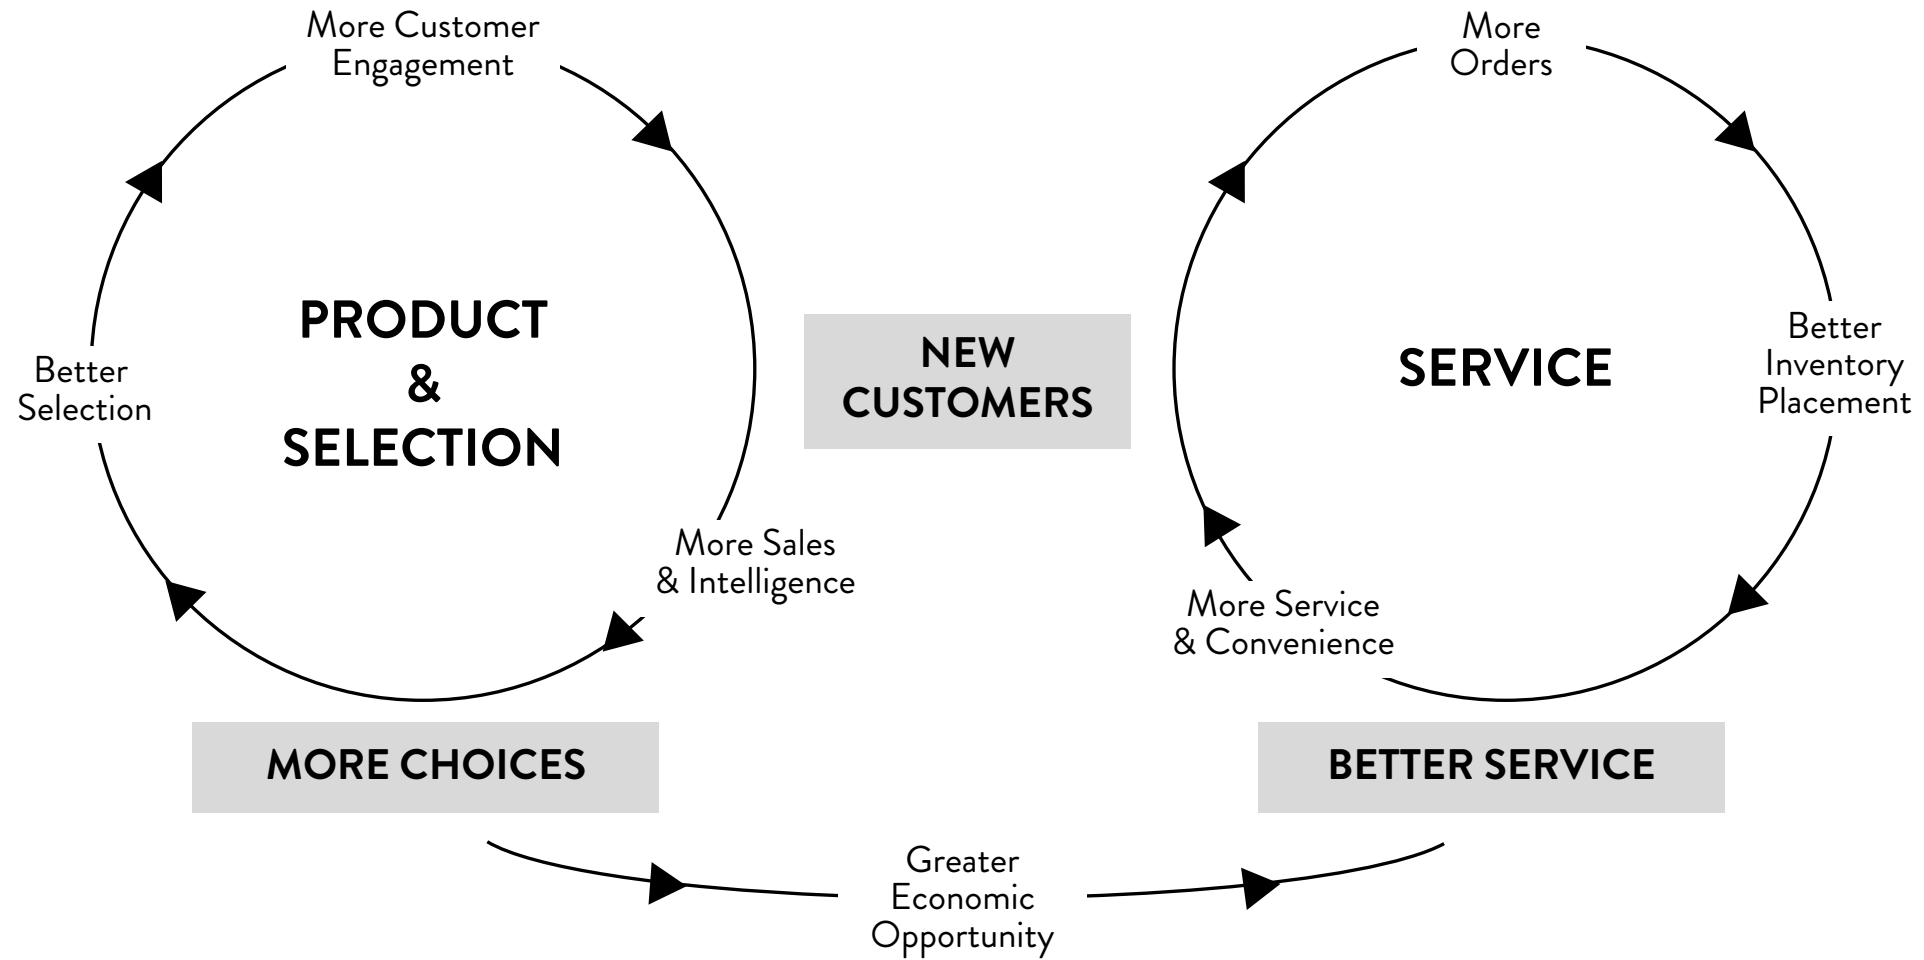 More Customer
Engagement
PRODUCT
&
SELECTION
Better
Selection
More Sales
& Intelligence
MORE CHOICES
NEW
CUSTOMERS
More
Orders
SERVICE
Better
Inventory
Placement
More Service
& Convenience
BETTER SERVICE
Greater
Economic
Opportunity